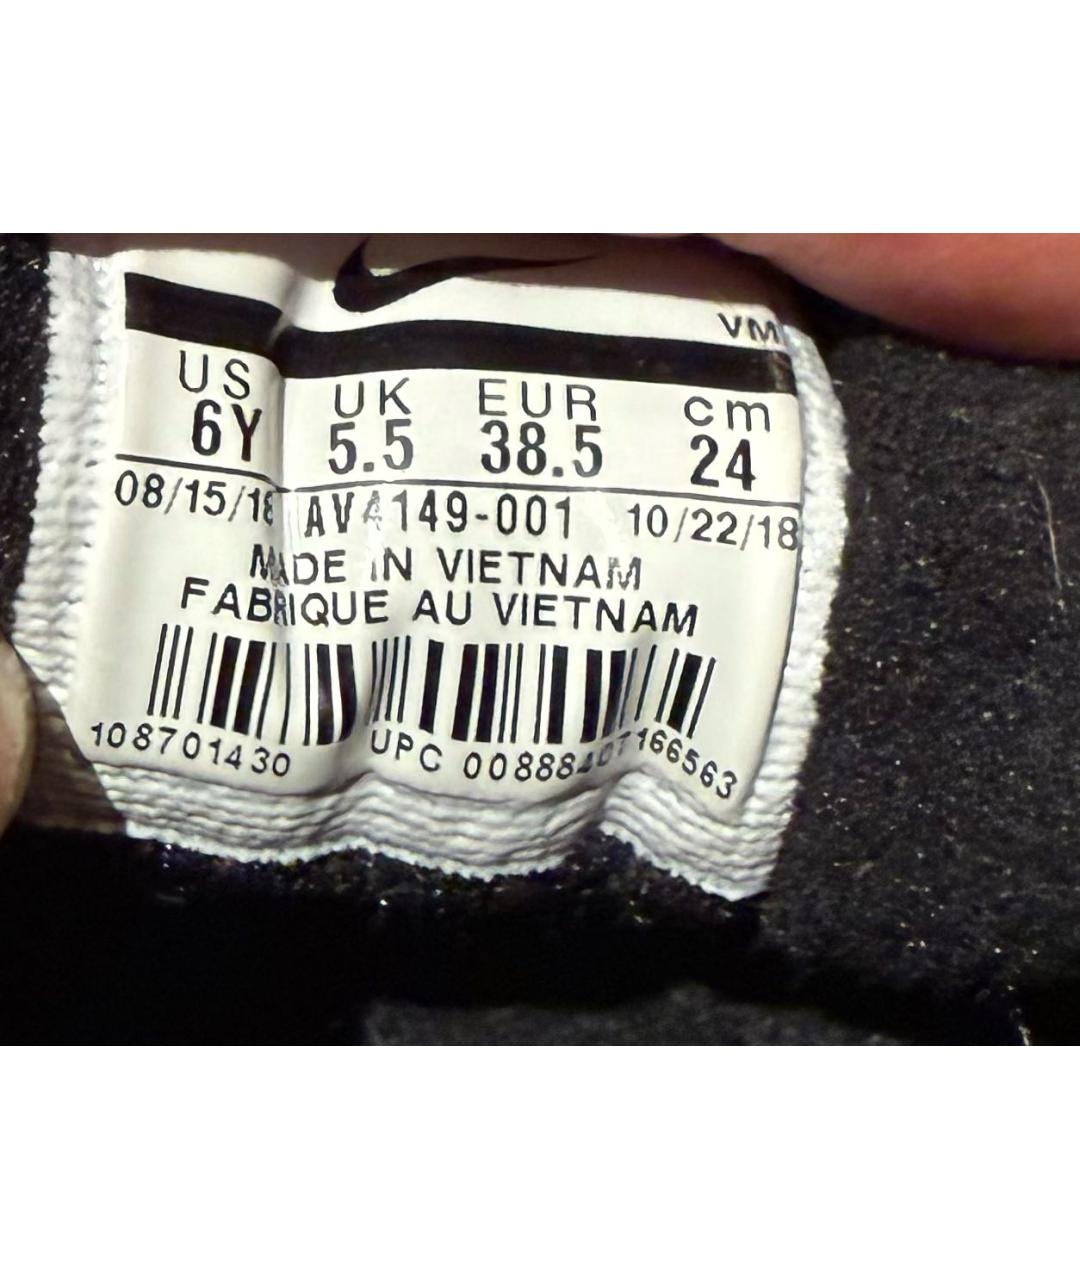 VM
US UK EUR cm
6Y 5.5 38.5 24
08/15/18 AV4149-001 10/22/18
MADE IN VIETNAM
FABRIQUE AU VIETNAM
108701430 UPC 00888407166563